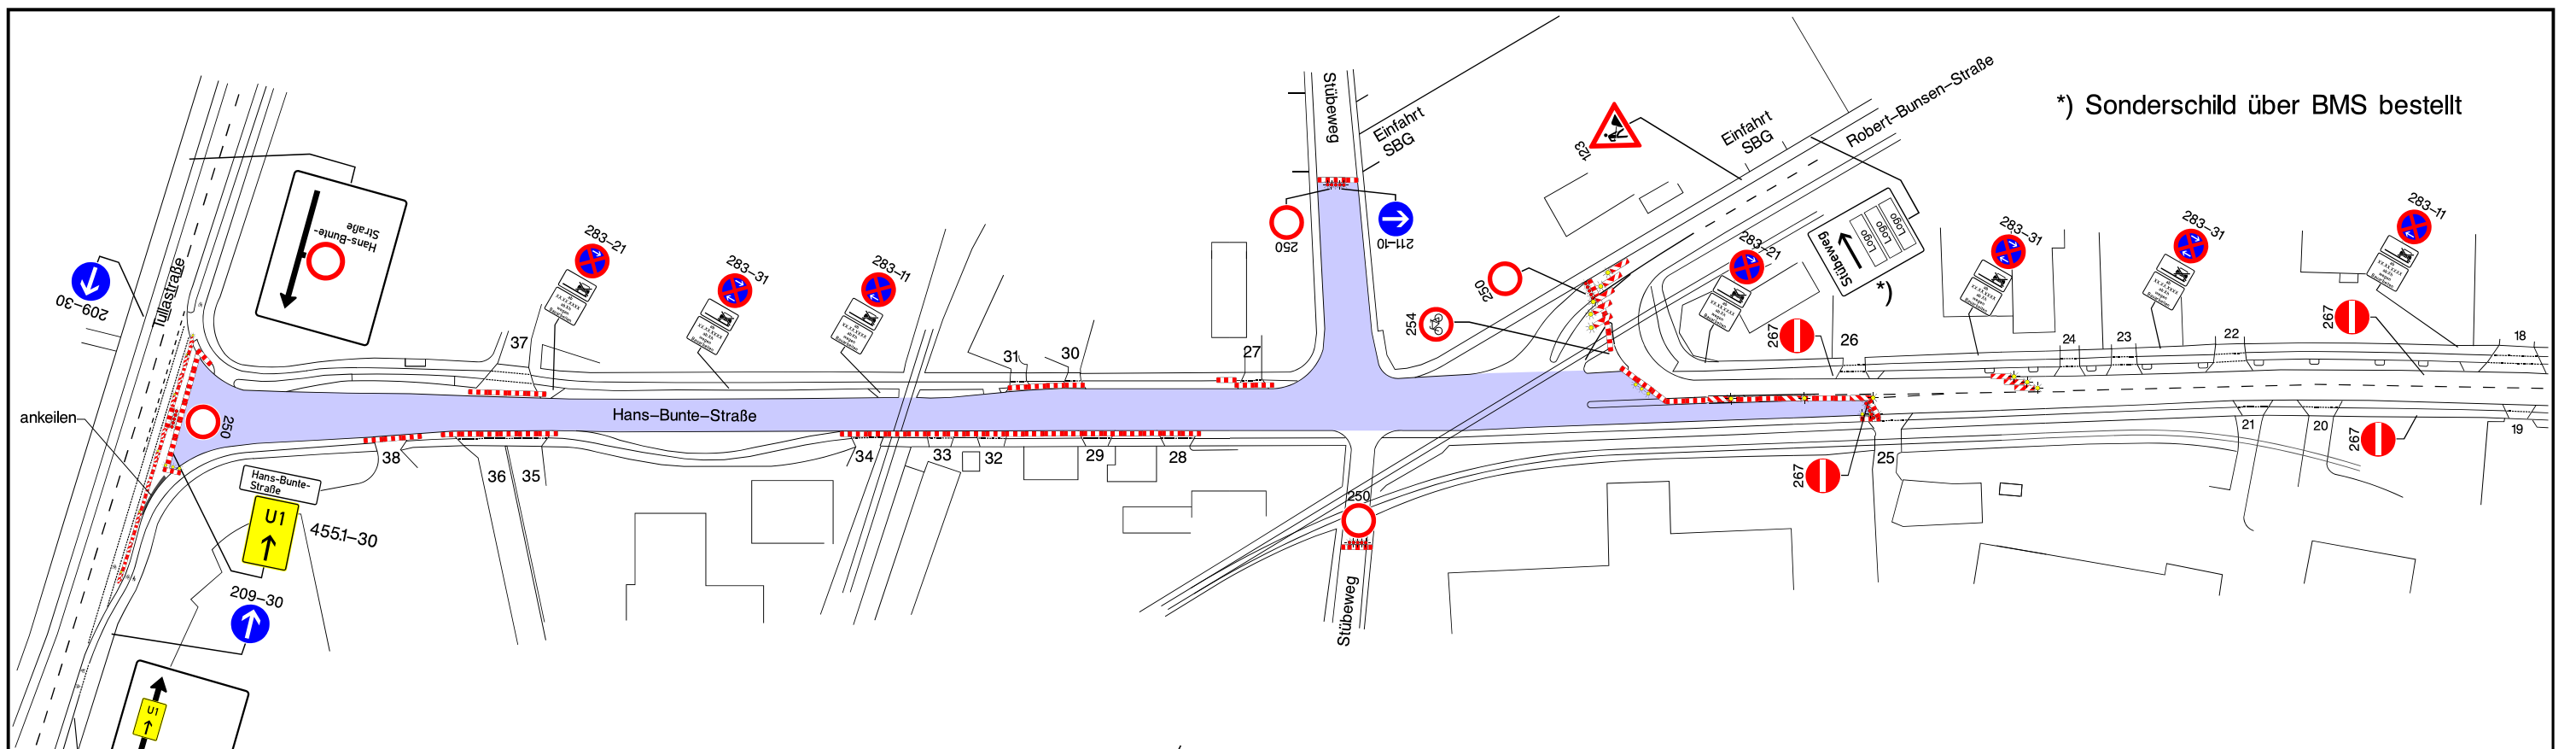 *) Sonderschild über BMS bestellt
Stübeweg
Einfahrt
SBG
Einfahrt
SBG
Robert-Bunsen-Straße
123
Tullastraße
209-30
Hans-Bunte-
Straße
283-21
283-31
283-11
250
211-10
250
254
283-21
Stübeweg
Logo
Logo
Logo
*)
283-31
283-31
283-11
267
267
37
31
30
27
26
24
23
22
18
ankeilen
250
Hans-Bunte-Straße
38
36
35
34
33
32
29
28
250
267
25
21
20
267
19
Hans-Bunte-
Straße
U1
455.1-30
209-30
Stübeweg
U1